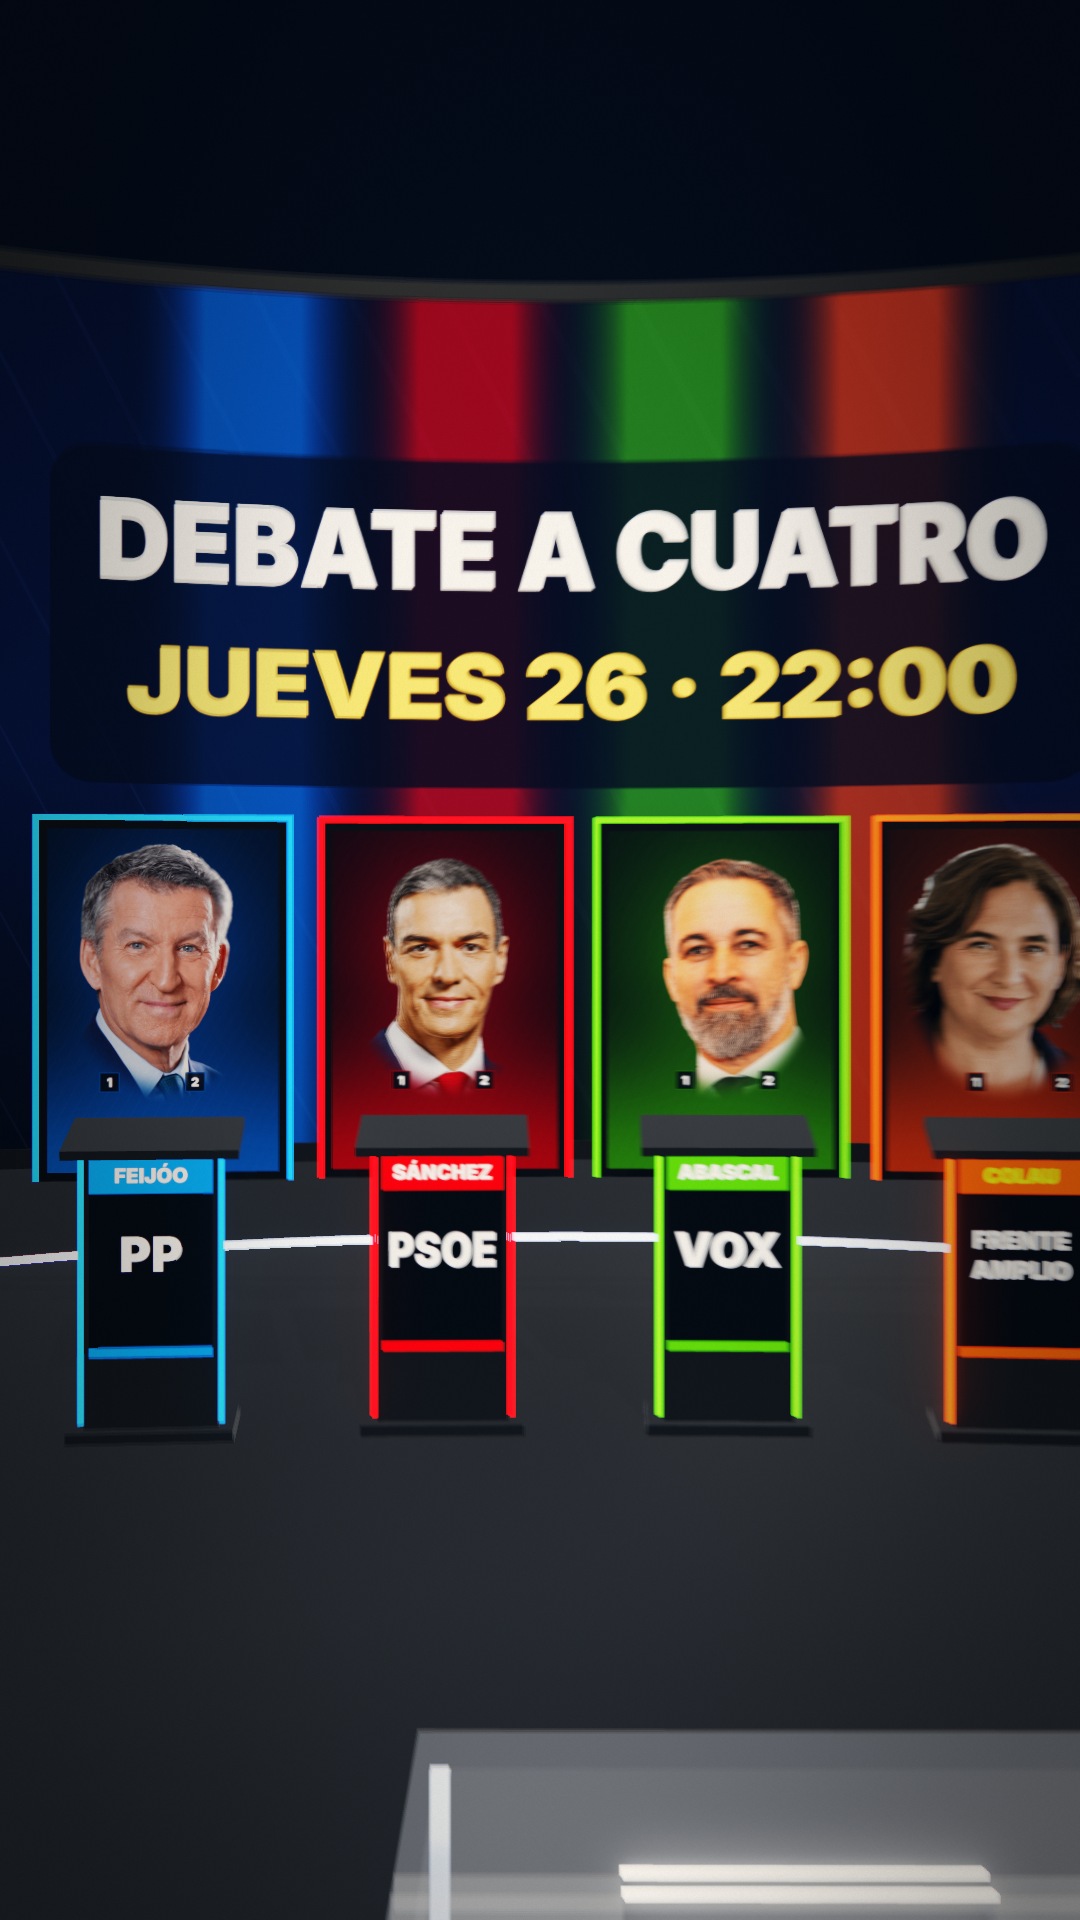 DEBATE A CUATRO
JUEVES 26 · 22:00
1 2
1 2
1 2
1 2
FEIJÓO
PP
SÁNCHEZ
PSOE
ABASCAL
VOX
COLAU
FRENTE
AMPLIO